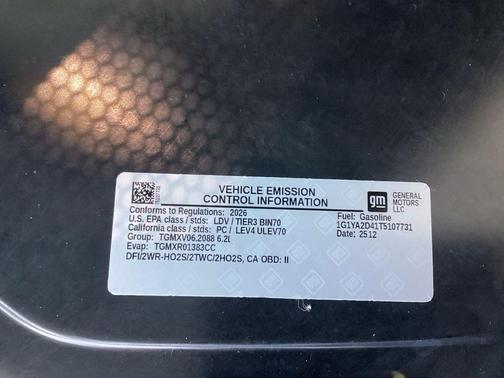 VEHICLE EMISSION
CONTROL INFORMATION
gm
GENERAL
MOTORS
LLC
Conforms to Regulations: 2026
U.S. EPA class / stds: LDV / TIER3 BIN70
California class / stds: PC / LEV4 ULEV70
Group: TGMXV06.2088 6.2L
Evap: TGMXR01383CC
DFI/2WR-HO2S/2TWC/2HO2S, CA OBD: II
Fuel: Gasoline
1G1YA2D41T5107731
2512